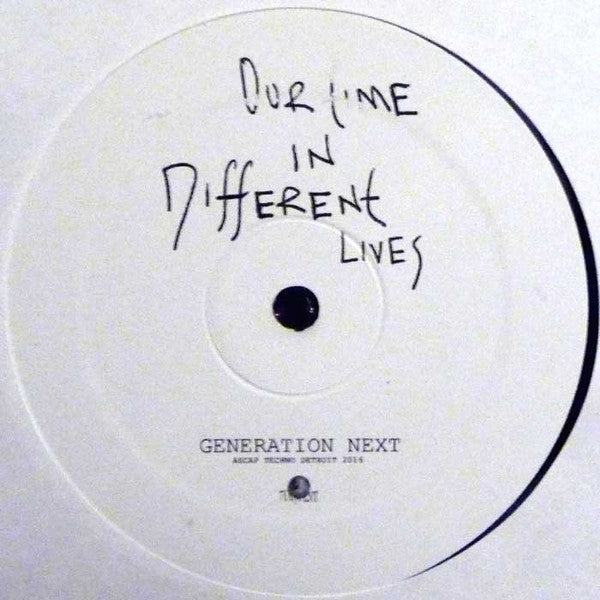 OUR tIME
IN
DIffERENt
LIVES
GENERATION NEXT
ASCAP TECHNO DETROIT 2016